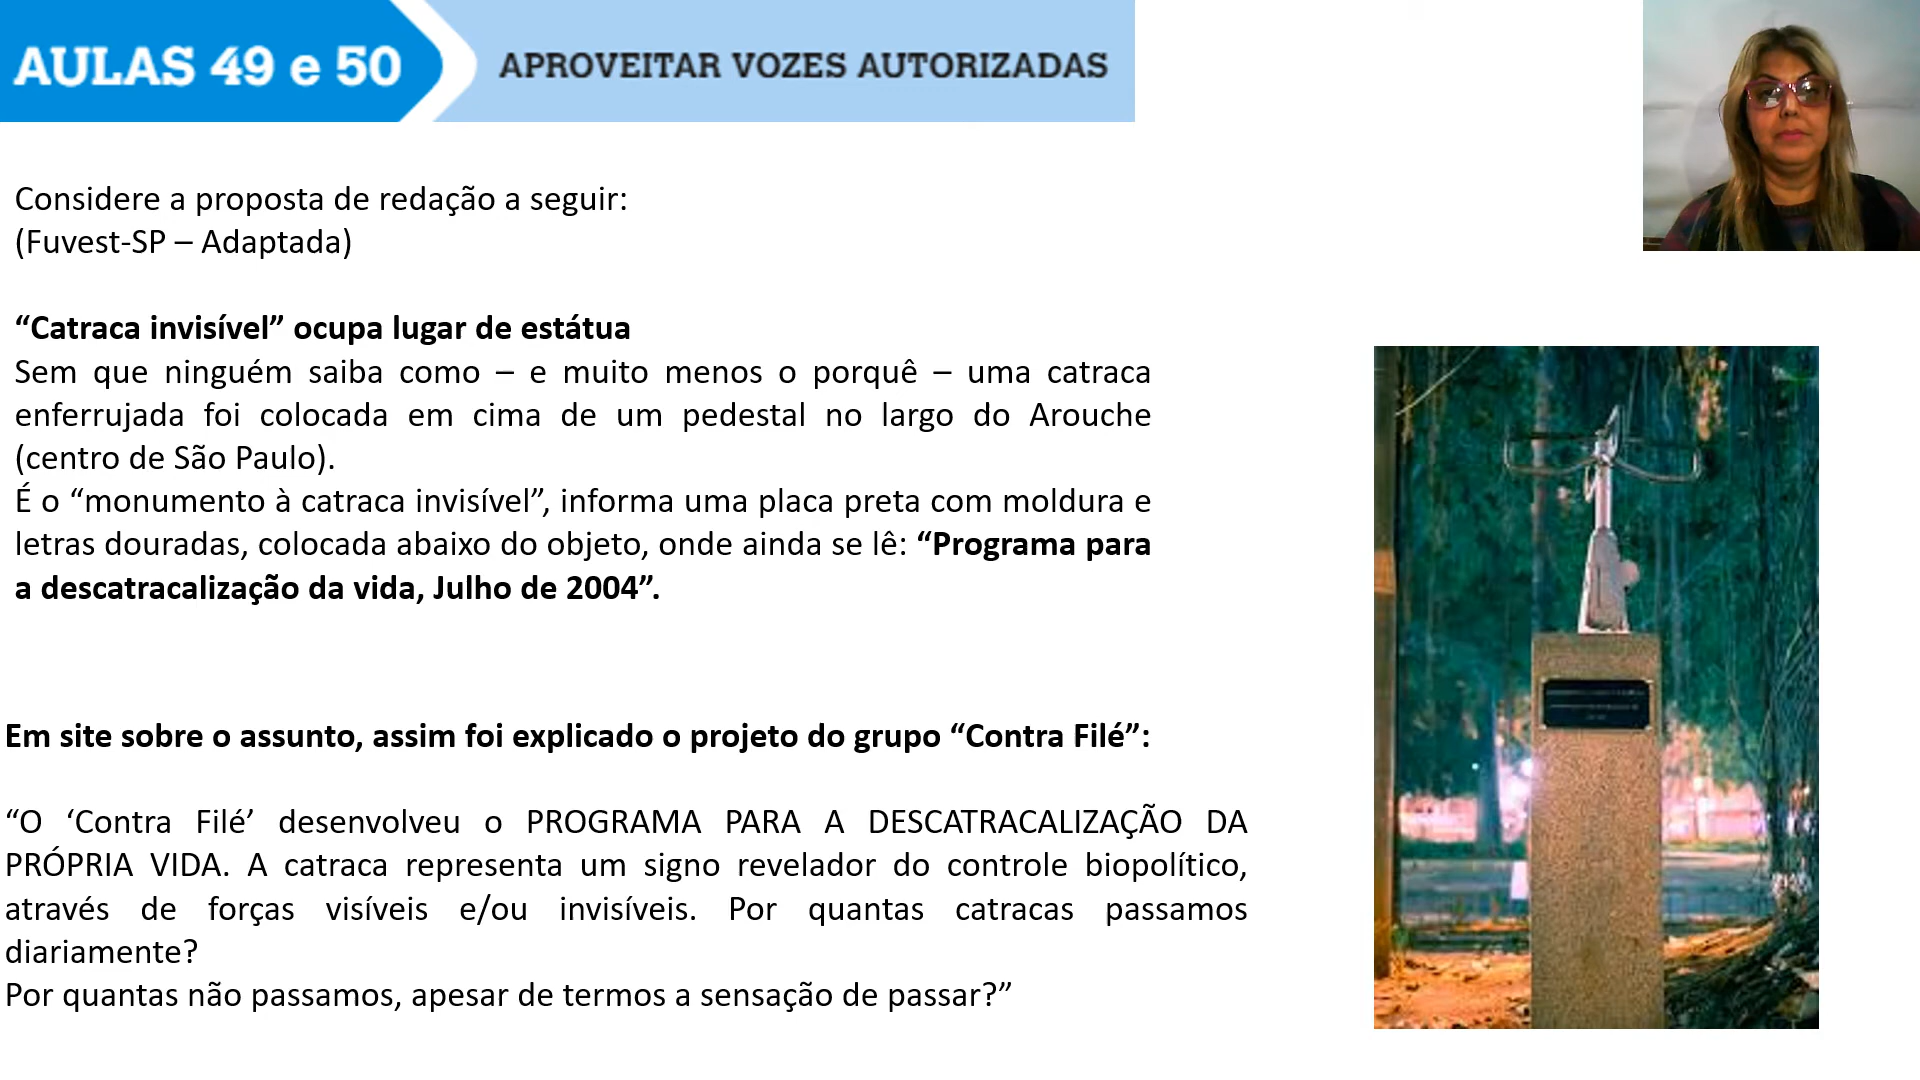 AULAS 49 e 50
APROVEITAR VOZES AUTORIZADAS
Considere a proposta de redação a seguir:
(Fuvest-SP – Adaptada)
“Catraca invisível” ocupa lugar de estátua
Sem que ninguém saiba como – e muito menos o porquê – uma catraca
enferrujada foi colocada em cima de um pedestal no largo do Arouche
(centro de São Paulo).
É o “monumento à catraca invisível”, informa uma placa preta com moldura e
letras douradas, colocada abaixo do objeto, onde ainda se lê: “Programa para
a descatracalização da vida, Julho de 2004”.
Em site sobre o assunto, assim foi explicado o projeto do grupo “Contra Filé”:
“O ‘Contra Filé’ desenvolveu o PROGRAMA PARA A DESCATRACALIZAÇÃO DA
PRÓPRIA VIDA. A catraca representa um signo revelador do controle biopolítico,
através de forças visíveis e/ou invisíveis. Por quantas catracas passamos
diariamente?
Por quantas não passamos, apesar de termos a sensação de passar?”